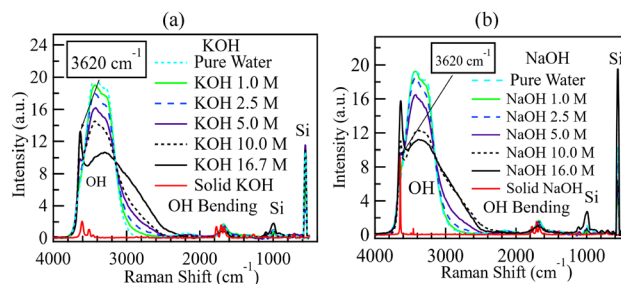 (a)
24
20
16
12
8
4
0
Intensity (a.u.)
3620 cm-1
KOH
Pure Water
KOH 1.0 M
KOH 2.5 M
KOH 5.0 M
KOH 10.0 M
KOH 16.7 M
Solid KOH
OH
OH Bending
Si
Si
4000 3000 2000 1000
Raman Shift (cm-1)
(b)
25
20
15
10
5
0
Intensity (a.u.)
3620 cm-1
NaOH
Pure Water
NaOH 1.0 M
NaOH 2.5 M
NaOH 5.0 M
NaOH 10.0 M
NaOH 16.0 M
Solid NaOH
OH
OH Bending
Si
Si
4000 3000 2000 1000
Raman Shift (cm-1)